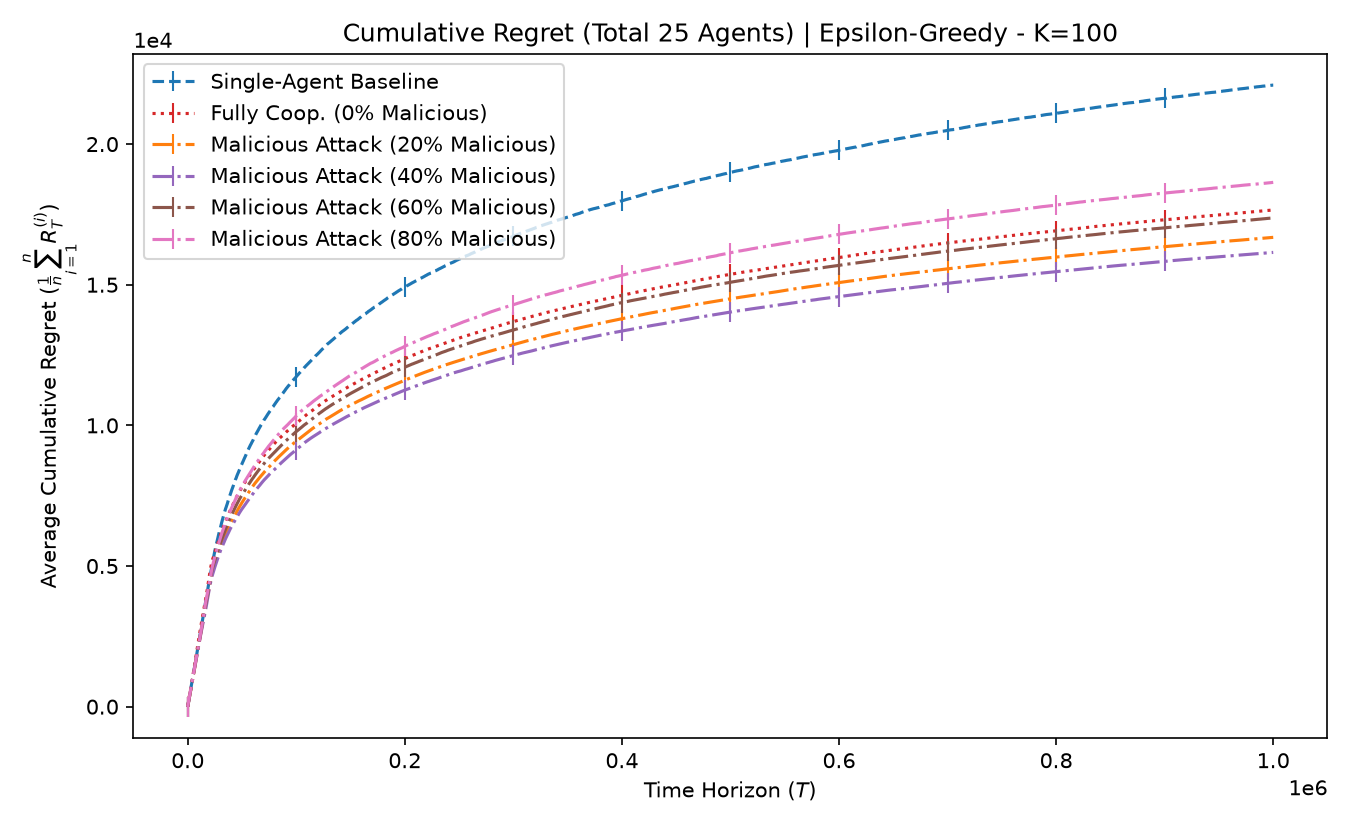 Cumulative Regret (Total 25 Agents) | Epsilon-Greedy - K=100
1e4
Single-Agent Baseline
Fully Coop. (0% Malicious)
Malicious Attack (20% Malicious)
Malicious Attack (40% Malicious)
Malicious Attack (60% Malicious)
Malicious Attack (80% Malicious)
2.0
1.5
1.0
0.5
0.0
Average Cumulative Regret ($\frac{1}{n}\sum_{i=1}^{n} R_T^{(i)}$)
0.0 0.2 0.4 0.6 0.8 1.0
1e6
Time Horizon (T)